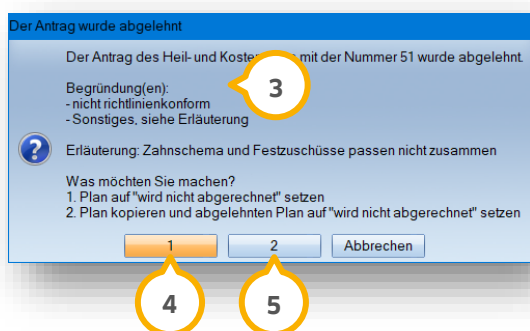 Der Antrag wurde abgelehnt
Der Antrag des Heil- und Kosten mit der Nummer 51 wurde abgelehnt.
Begründung(en):
- nicht richtlinienkonform
- Sonstiges, siehe Erläuterung
3
Erläuterung: Zahnschema und Festzuschüsse passen nicht zusammen
Was möchten Sie machen?
1. Plan auf "wird nicht abgerechnet" setzen
2. Plan kopieren und abgelehnten Plan auf "wird nicht abgerechnet" setzen
1 2 Abbrechen
4 5